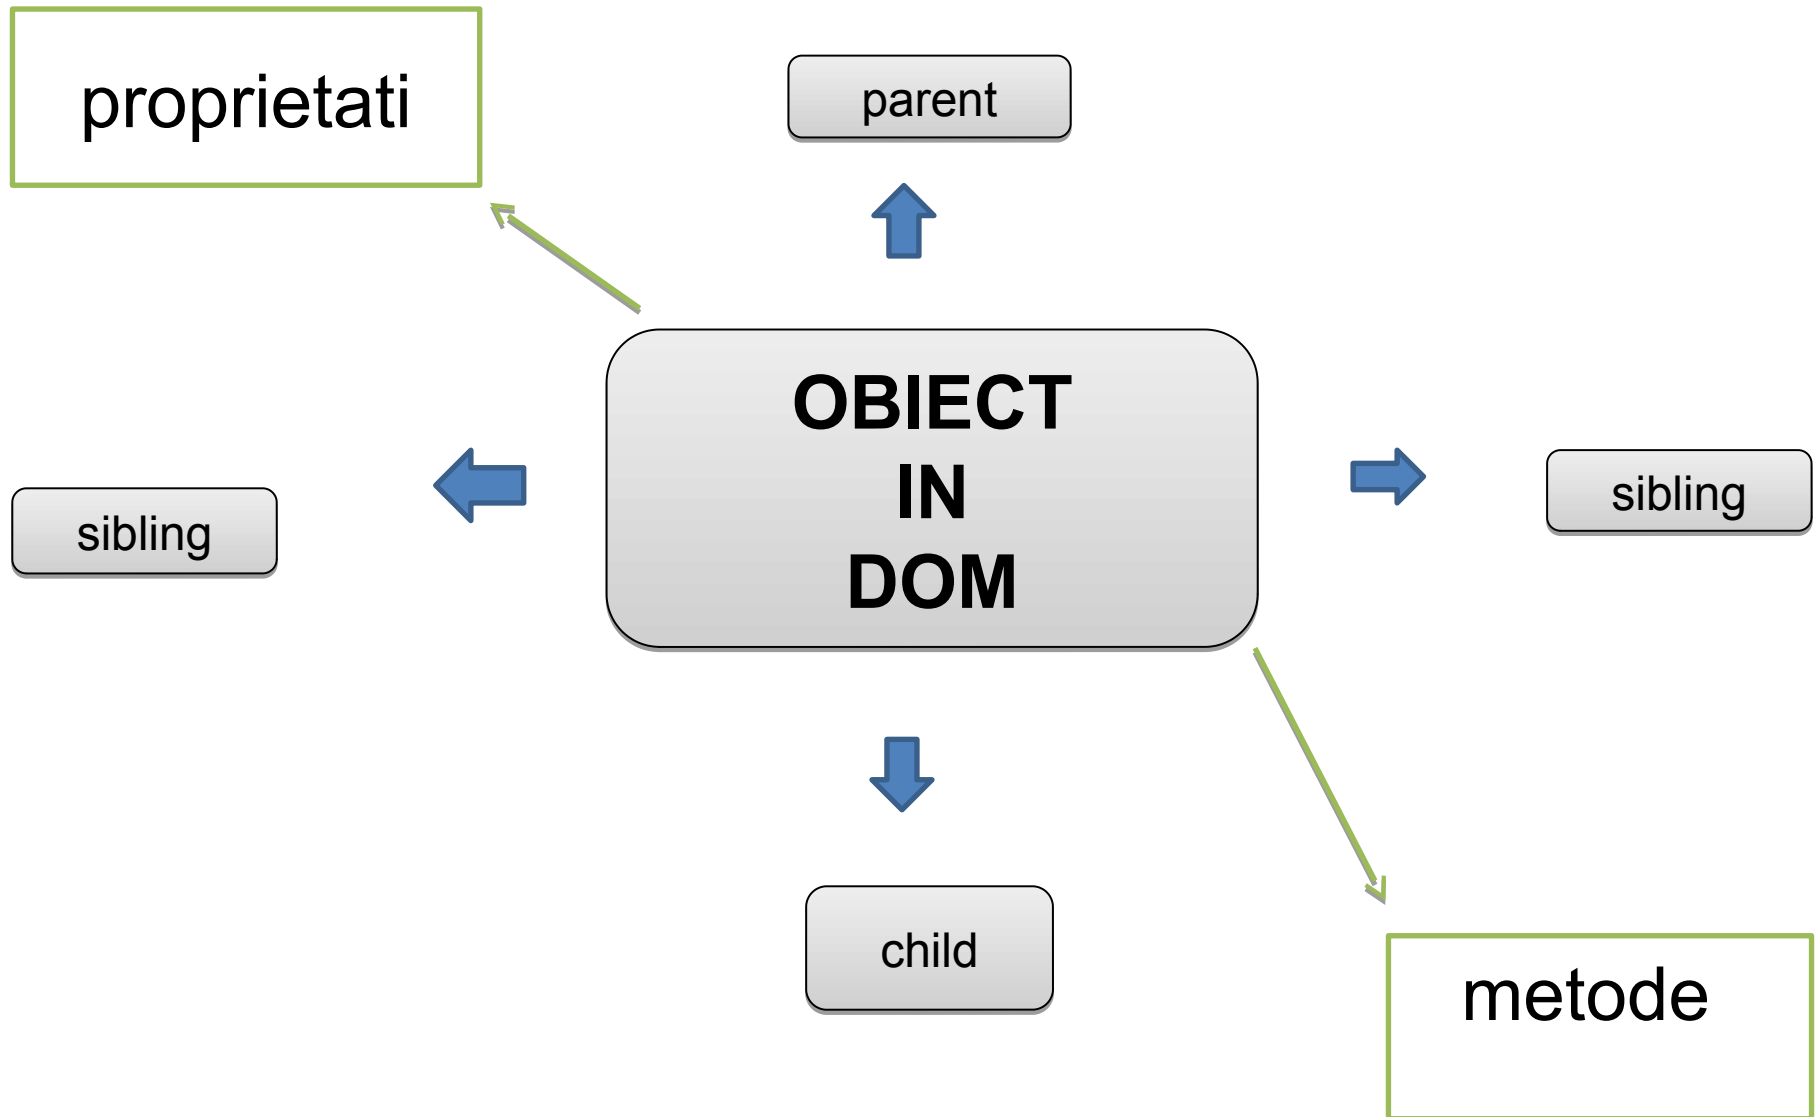 proprietati
parent
OBIECT
IN
DOM
sibling
sibling
child
metode